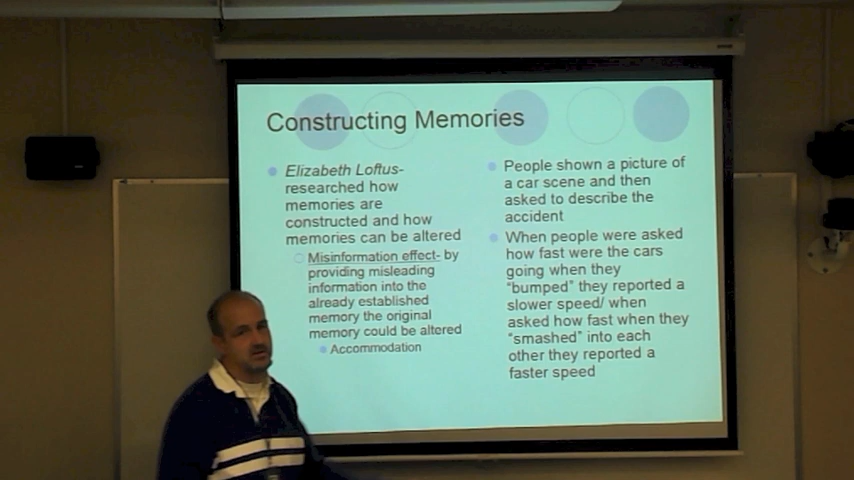 Constructing Memories
Elizabeth Loftus-
researched how
memories are
constructed and how
memories can be altered
Misinformation effect- by
providing misleading
information into the
already established
memory the original
memory could be altered
Accommodation
People shown a picture of
a car scene and then
asked to describe the
accident
When people were asked
how fast were the cars
going when they
"bumped" they reported a
slower speed/ when
asked how fast when they
"smashed" into each
other they reported a
faster speed